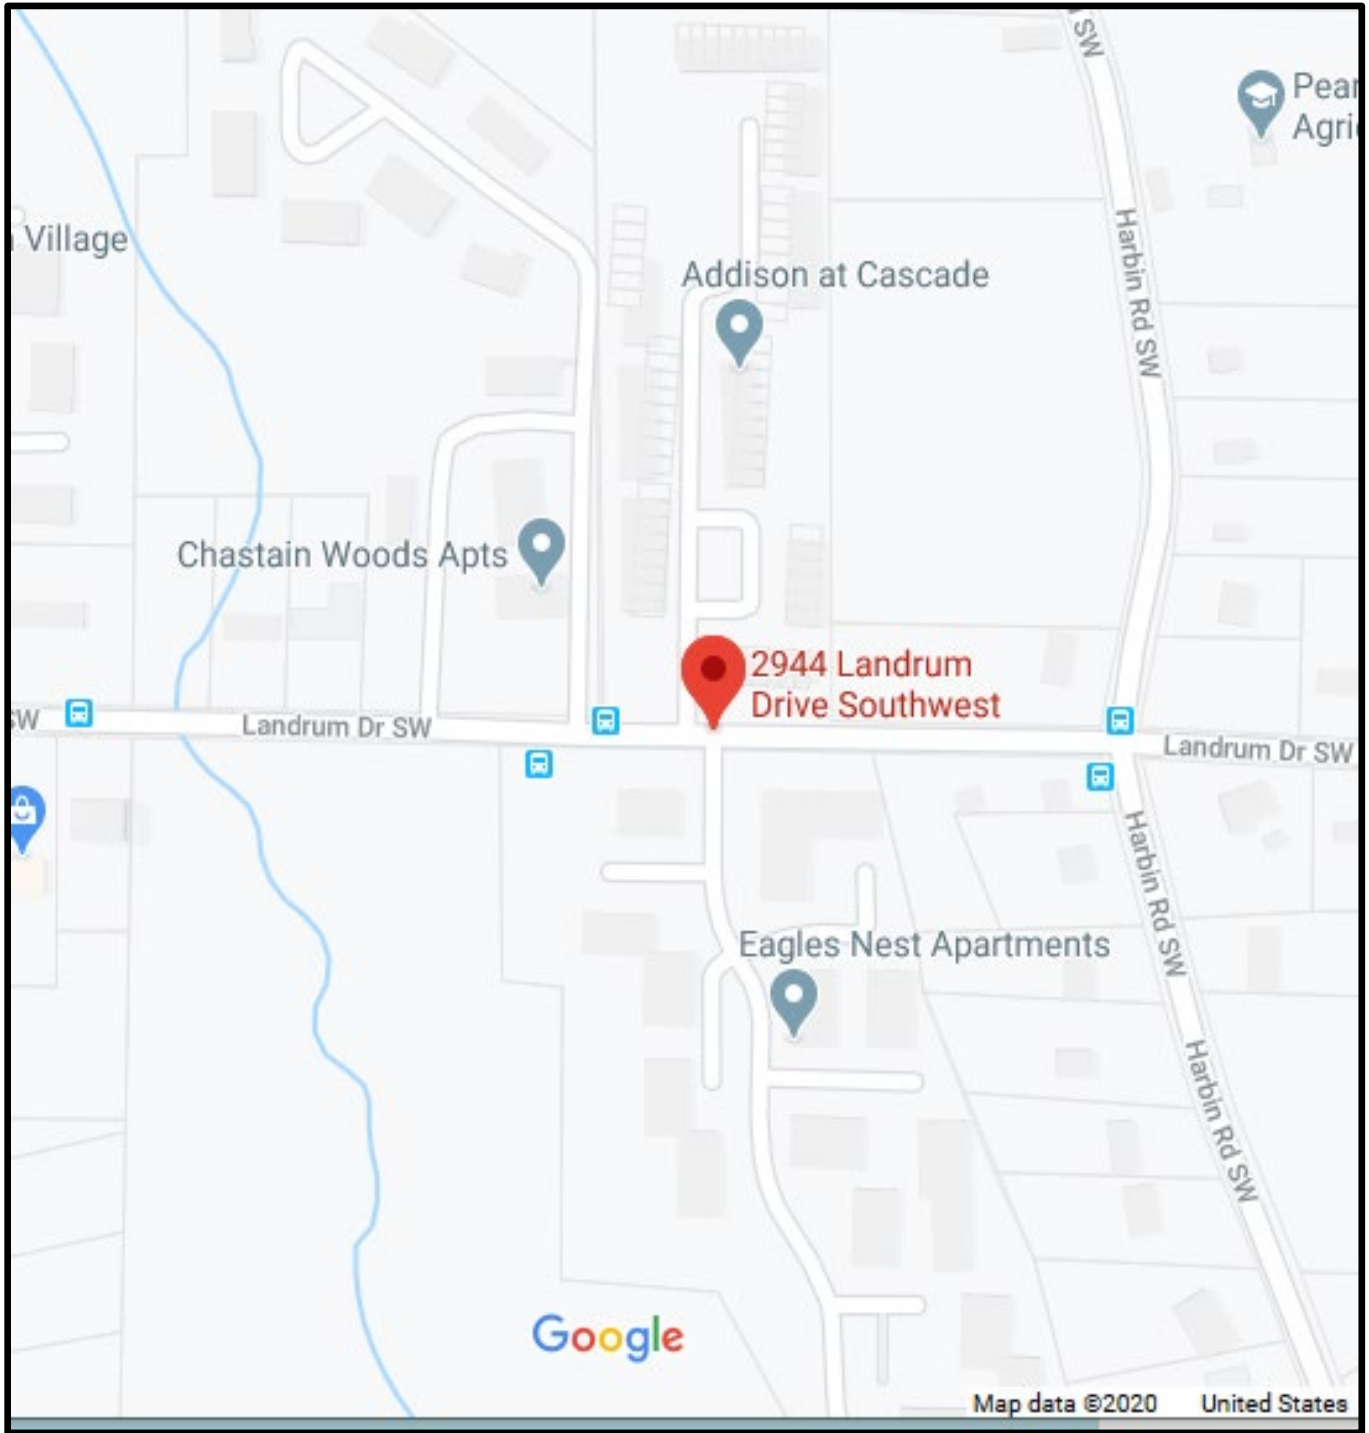 SW
Pear
Agri
Harbin Rd SW
Village
Addison at Cascade
Chastain Woods Apts
2944 Landrum
Drive Southwest
SW
Landrum Dr SW
Landrum Dr SW
Harbin Rd SW
Eagles Nest Apartments
Harbin Rd SW
Google
Map data ©2020 United States